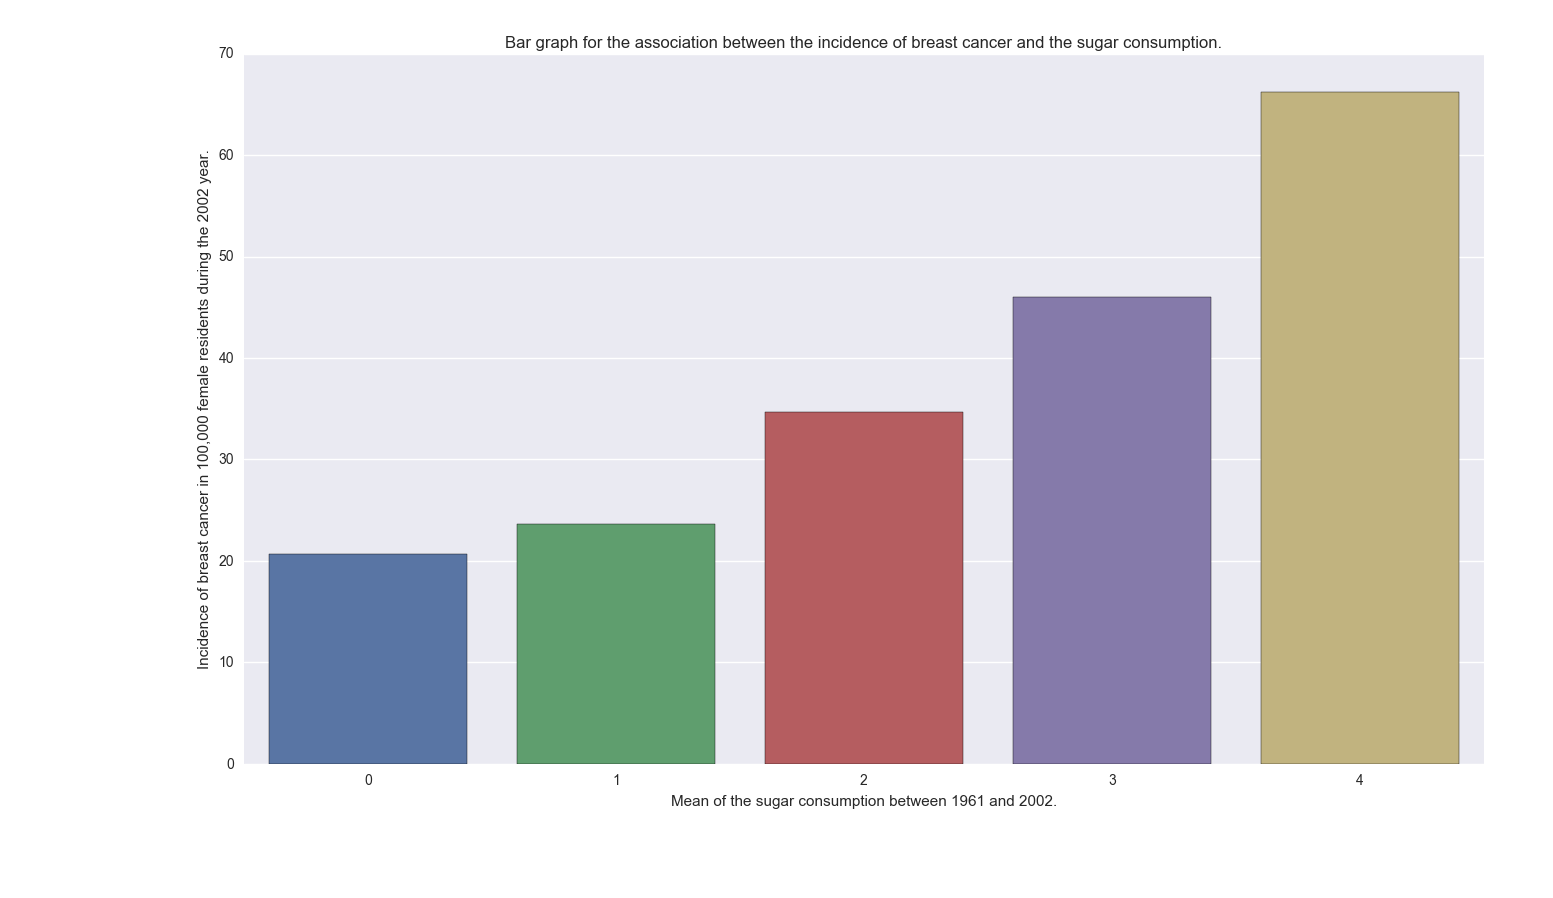 Bar graph for the association between the incidence of breast cancer and the sugar consumption.
Incidence of breast cancer in 100,000 female residents during the 2002 year.
70
60
50
40
30
20
10
0
0 1 2 3 4
Mean of the sugar consumption between 1961 and 2002.